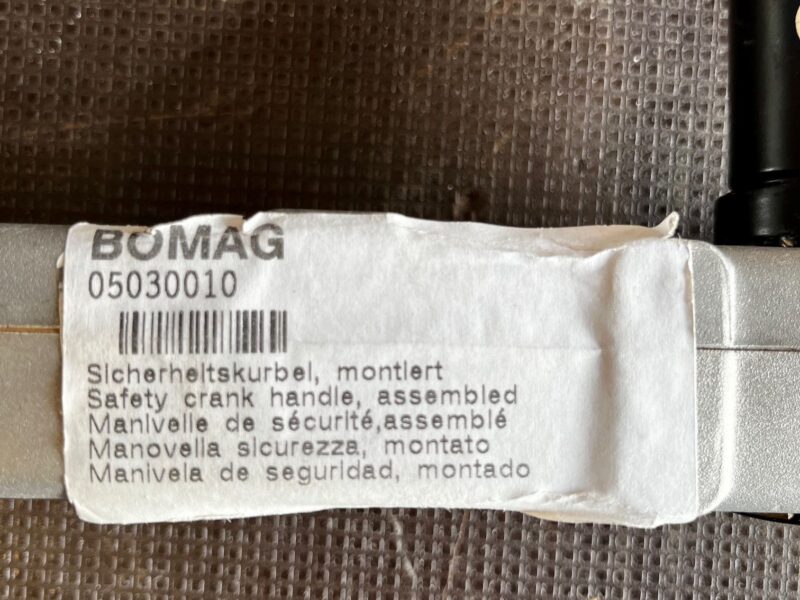 BOMAG
05030010
Sicherheitskurbel, montiert
Safety crank handle, assembled
Manivelle de sécurité,assemblé
Manovella sicurezza, montato
Manivela de seguridad, montado